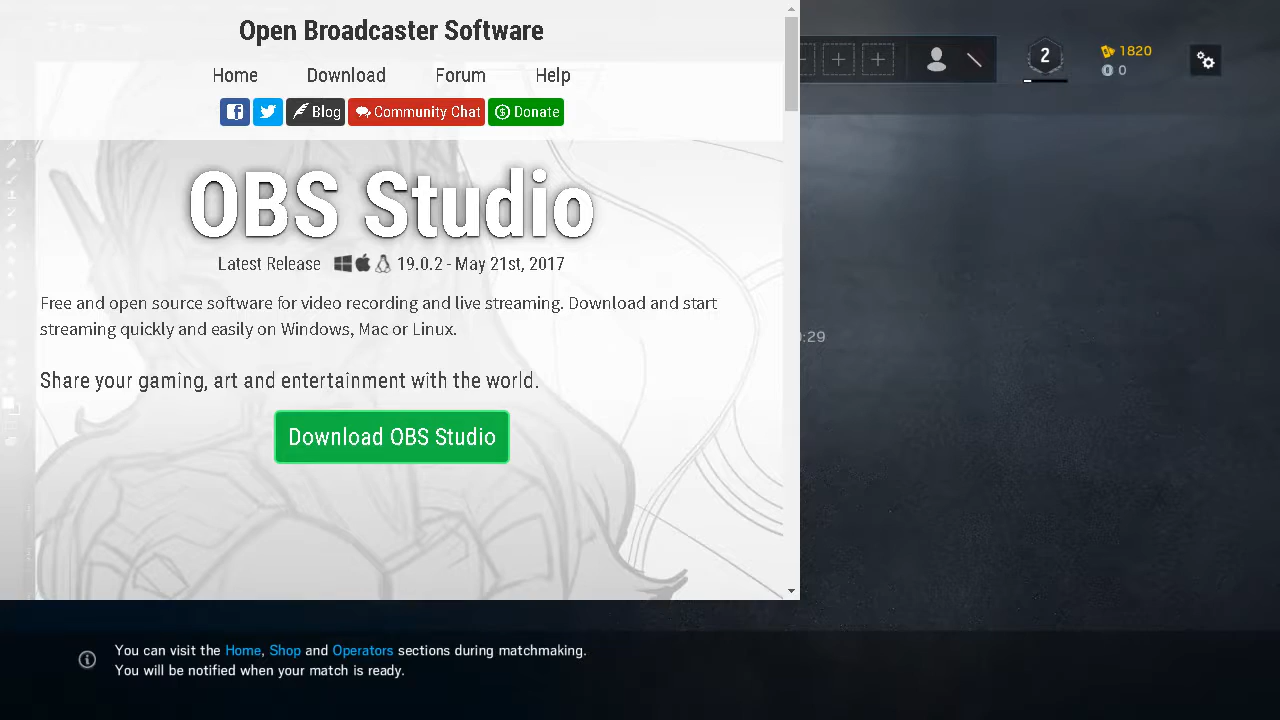 Open Broadcaster Software
Home Download Forum Help
Blog Community Chat Donate
OBS Studio
Latest Release 19.0.2 - May 21st, 2017
Free and open source software for video recording and live streaming. Download and start
streaming quickly and easily on Windows, Mac or Linux.
Share your gaming, art and entertainment with the world.
Download OBS Studio
2
1820
0
:29
You can visit the Home, Shop and Operators sections during matchmaking.
You will be notified when your match is ready.